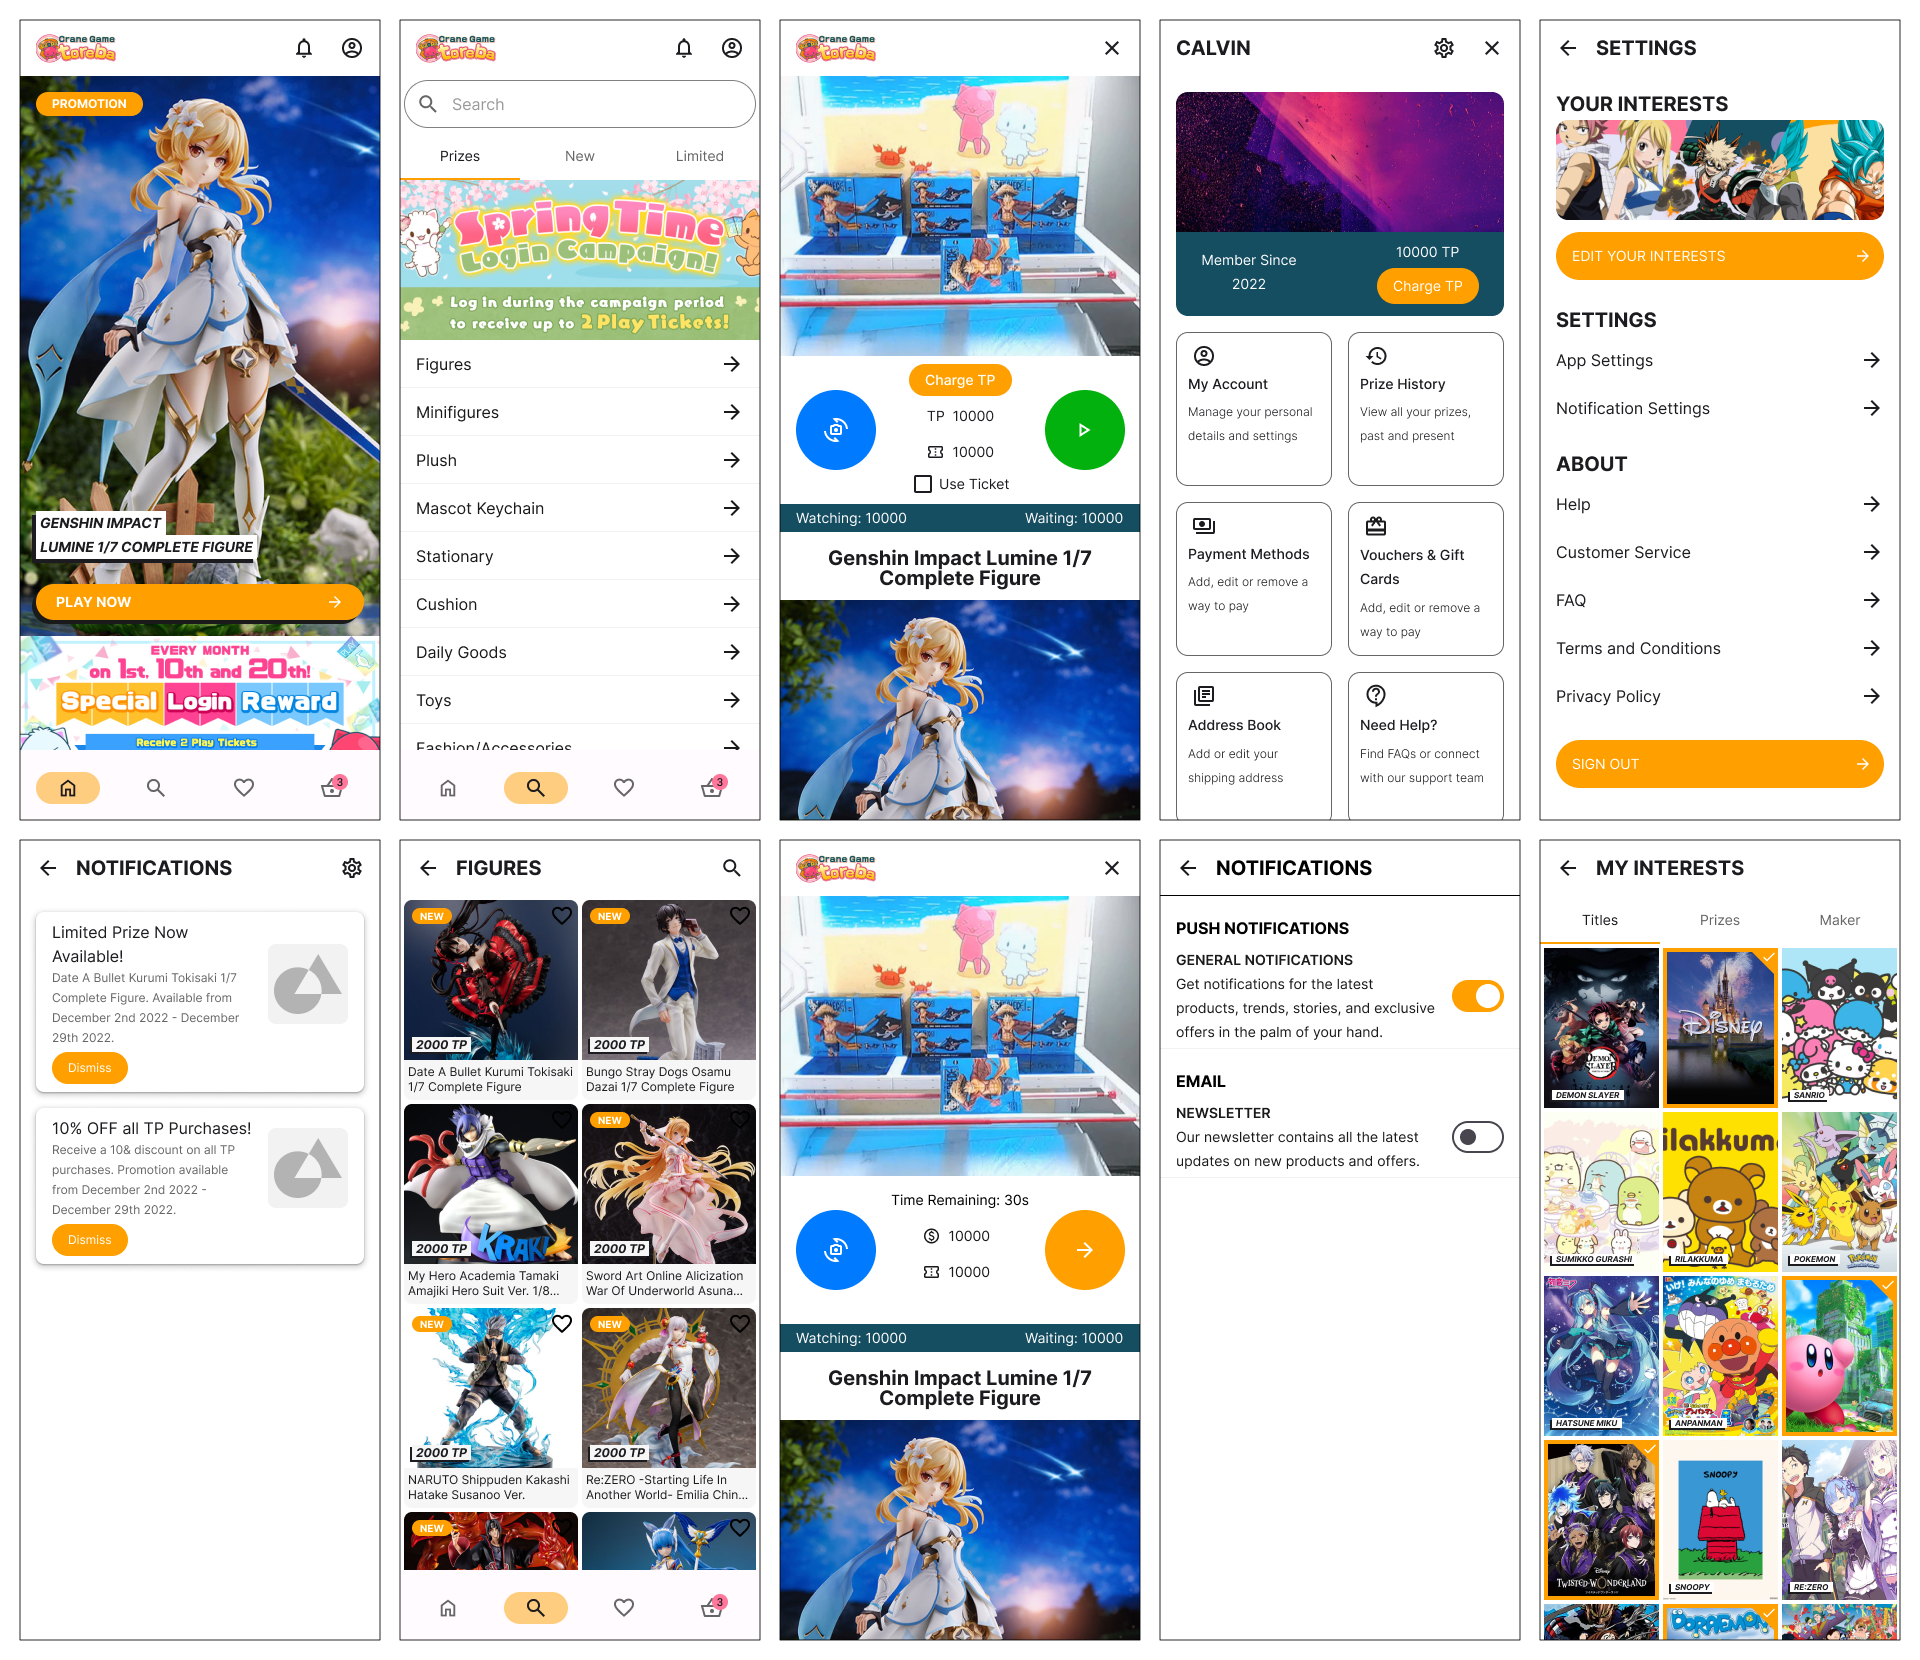 Crane Game
toreba
PROMOTION
GENSHIN IMPACT
LUMINE 1/7 COMPLETE FIGURE
PLAY NOW
EVERY MONTH
on 1st, 10th and 20th!
Special Login Reward
Receive 2 Play Tickets
3
Crane Game
toreba
Search
Prizes New Limited
Spring Time
Login Campaign!
Log in during the campaign period
to receive up to 2 Play Tickets!
Figures
Minifigures
Plush
Mascot Keychain
Stationary
Cushion
Daily Goods
Toys
Fashion/Accessories
3
Crane Game
toreba
Charge TP
TP 10000
10000
Use Ticket
Watching: 10000 Waiting: 10000
Genshin Impact Lumine 1/7
Complete Figure
CALVIN
Member Since
2022
10000 TP
Charge TP
My Account
Manage your personal
details and settings
Prize History
View all your prizes,
past and present
Payment Methods
Add, edit or remove a
way to pay
Vouchers & Gift
Cards
Add, edit or remove a
way to pay
Address Book
Add or edit your
shipping address
Need Help?
Find FAQs or connect
with our support team
SETTINGS
YOUR INTERESTS
EDIT YOUR INTERESTS
SETTINGS
App Settings
Notification Settings
ABOUT
Help
Customer Service
FAQ
Terms and Conditions
Privacy Policy
SIGN OUT
NOTIFICATIONS
Limited Prize Now
Available!
Date A Bullet Kurumi Tokisaki 1/7
Complete Figure. Available from
December 2nd 2022 - December
29th 2022.
Dismiss
10% OFF all TP Purchases!
Receive a 10& discount on all TP
purchases. Promotion available
from December 2nd 2022 -
December 29th 2022.
Dismiss
FIGURES
NEW
2000 TP
Date A Bullet Kurumi Tokisaki
1/7 Complete Figure
NEW
2000 TP
Bungo Stray Dogs Osamu
Dazai 1/7 Complete Figure
2000 TP
My Hero Academia Tamaki
Amajiki Hero Suit Ver. 1/8...
NEW
2000 TP
Sword Art Online Alicization
War Of Underworld Asuna...
NEW
2000 TP
NARUTO Shippuden Kakashi
Hatake Susanoo Ver.
NEW
2000 TP
Re:ZERO -Starting Life In
Another World- Emilia Chin...
NEW
3
Crane Game
toreba
Time Remaining: 30s
10000
10000
Watching: 10000 Waiting: 10000
Genshin Impact Lumine 1/7
Complete Figure
NOTIFICATIONS
PUSH NOTIFICATIONS
GENERAL NOTIFICATIONS
Get notifications for the latest
products, trends, stories, and exclusive
offers in the palm of your hand.
EMAIL
NEWSLETTER
Our newsletter contains all the latest
updates on new products and offers.
MY INTERESTS
Titles Prizes Maker
DEMON SLAYER
DEMON SLAYER
DISNEY
SANRIO
SUMIKKO GURASHI
rilakkuma
RILAKKUMA
POKEMON
HATSUNE MIKU
いけ！みんなのゆめ まもるため
ANPANMAN
Disney
TWISTED-WONDERLAND
SNOOPY
SNOOPY
RE:ZERO
DORAEMON